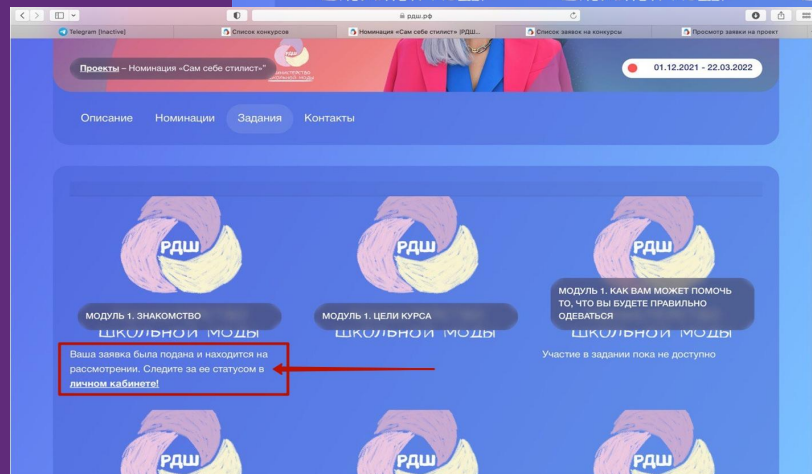 рдш.рф
Telegram [Inactive]
Список конкурсов
Номинация «Сам себе стилист» |РДШ...
Список заявок на конкурсы
Просмотр заявки на проект
Проекты – Номинация «Сам себе стилист»"
01.12.2021 - 22.03.2022
Описание Номинации Задания Контакты
РДШ
РДШ
РДШ
МОДУЛЬ 1. ЗНАКОМСТВО
МОДУЛЬ 1. ЦЕЛИ КУРСА
МОДУЛЬ 1. КАК ВАМ МОЖЕТ ПОМОЧЬ
ТО, ЧТО ВЫ БУДЕТЕ ПРАВИЛЬНО
ОДЕВАТЬСЯ
ШКОЛЬНОЙ МОДЫ
ШКОЛЬНОЙ МОДЫ
ШКОЛЬНОЙ МОДЫ
Ваша заявка была подана и находится на
рассмотрении. Следите за ее статусом в
личном кабинете!
Участие в задании пока не доступно
РДШ
РДШ
РДШ